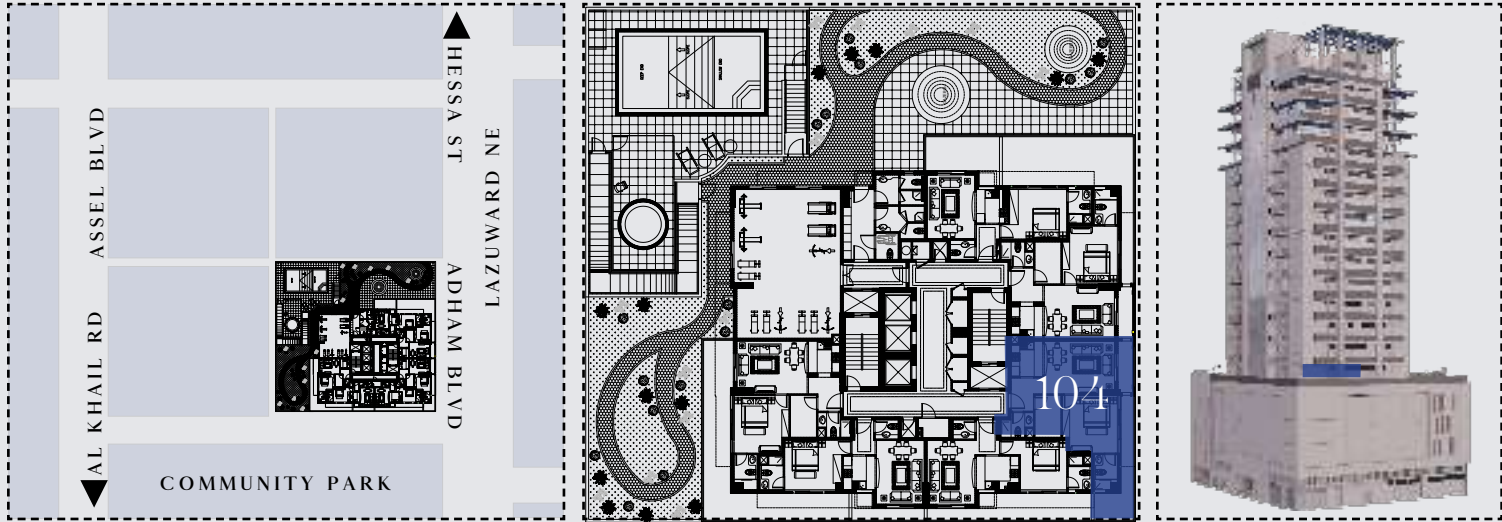 HESSA ST
ASSEL BLVD
LAZUWARD NE
AL KHAIL RD
ADHAM BLVD
COMMUNITY PARK
104